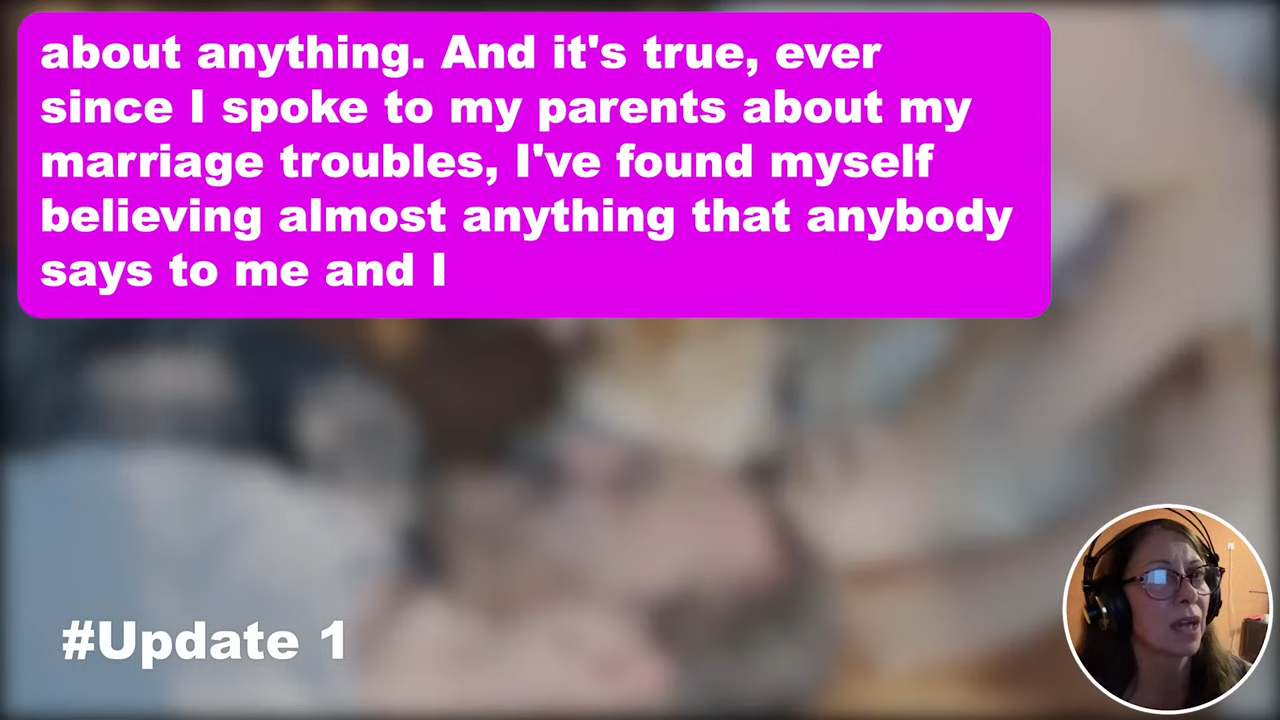 about anything. And it's true, ever
since I spoke to my parents about my
marriage troubles, I've found myself
believing almost anything that anybody
says to me and I
#Update 1